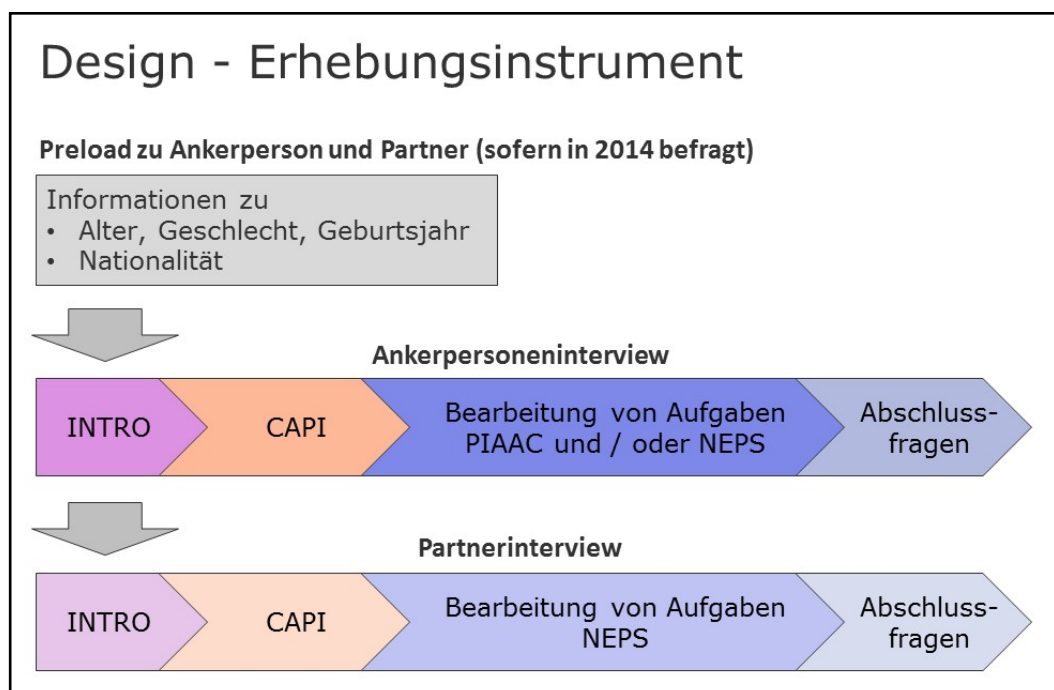 Design - Erhebungsinstrument
Preload zu Ankerperson und Partner (sofern in 2014 befragt)
Informationen zu
• Alter, Geschlecht, Geburtsjahr
• Nationalität
Ankerpersoneninterview
INTRO
CAPI
Bearbeitung von Aufgaben
PIAAC und / oder NEPS
Abschluss-
fragen
Partnerinterview
INTRO
CAPI
Bearbeitung von Aufgaben
NEPS
Abschluss-
fragen